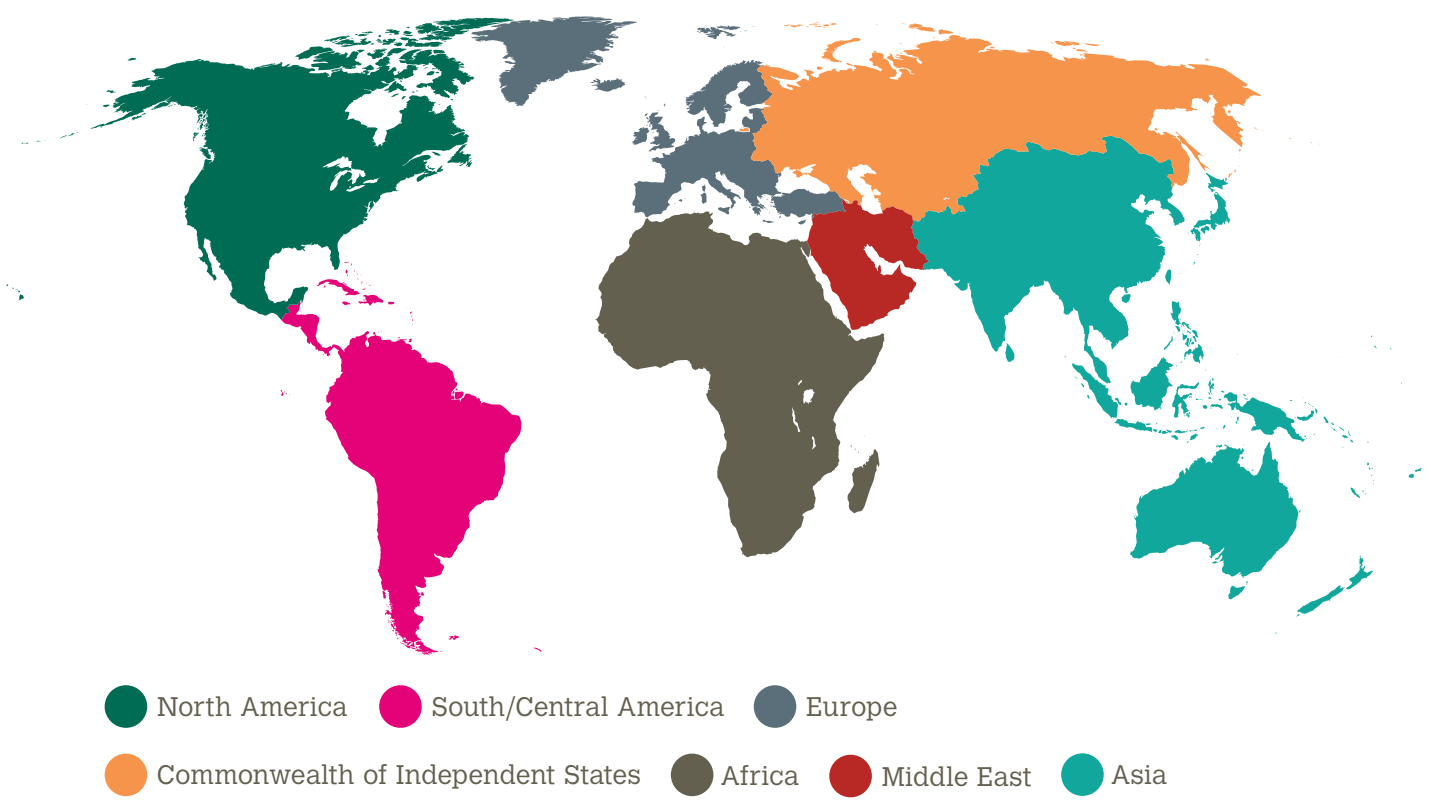 North America South/Central America Europe
Commonwealth of Independent States Africa Middle East Asia